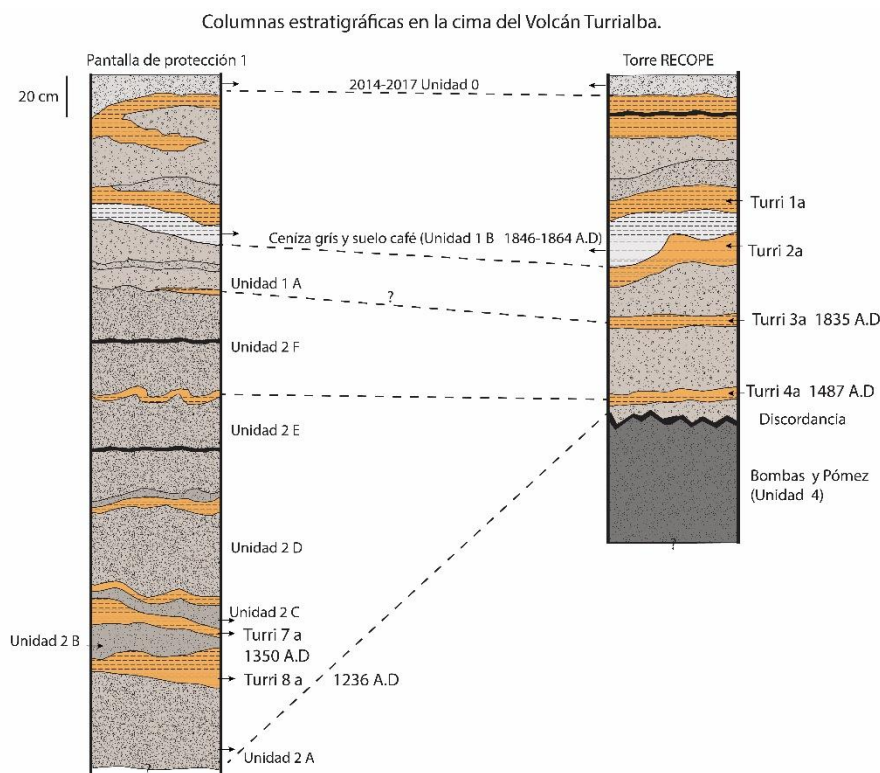 Columnas estratigráficas en la cima del Volcán Turrialba.
Pantalla de protección 1
Torre RECOPE
20 cm
2014-2017 Unidad 0
Turri 1a
Ceníza gris y suelo café (Unidad 1 B 1846-1864 A.D)
Turri 2a
Unidad 1 A
?
Turri 3a 1835 A.D
Unidad 2 F
Turri 4a 1487 A.D
Discordancia
Unidad 2 E
Bombas y Pómez
(Unidad 4)
?
Unidad 2 D
Unidad 2 C
Unidad 2 B
Turri 7 a
1350 A.D
Turri 8 a 1236 A.D
Unidad 2 A
?